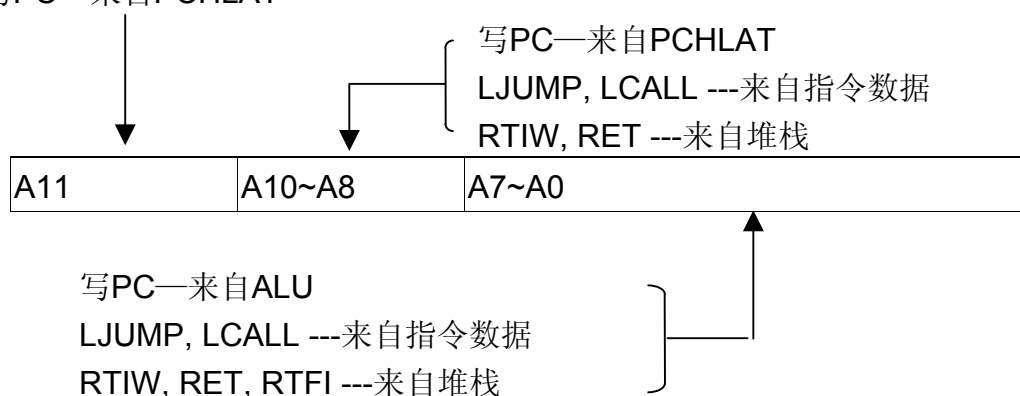 写PC—来自PCHLAT
LJUMP, LCALL ---来自指令数据
RTIW, RET ---来自堆栈
A11 A10~A8 A7~A0
写PC—来自ALU
LJUMP, LCALL ---来自指令数据
RTIW, RET, RTFI ---来自堆栈